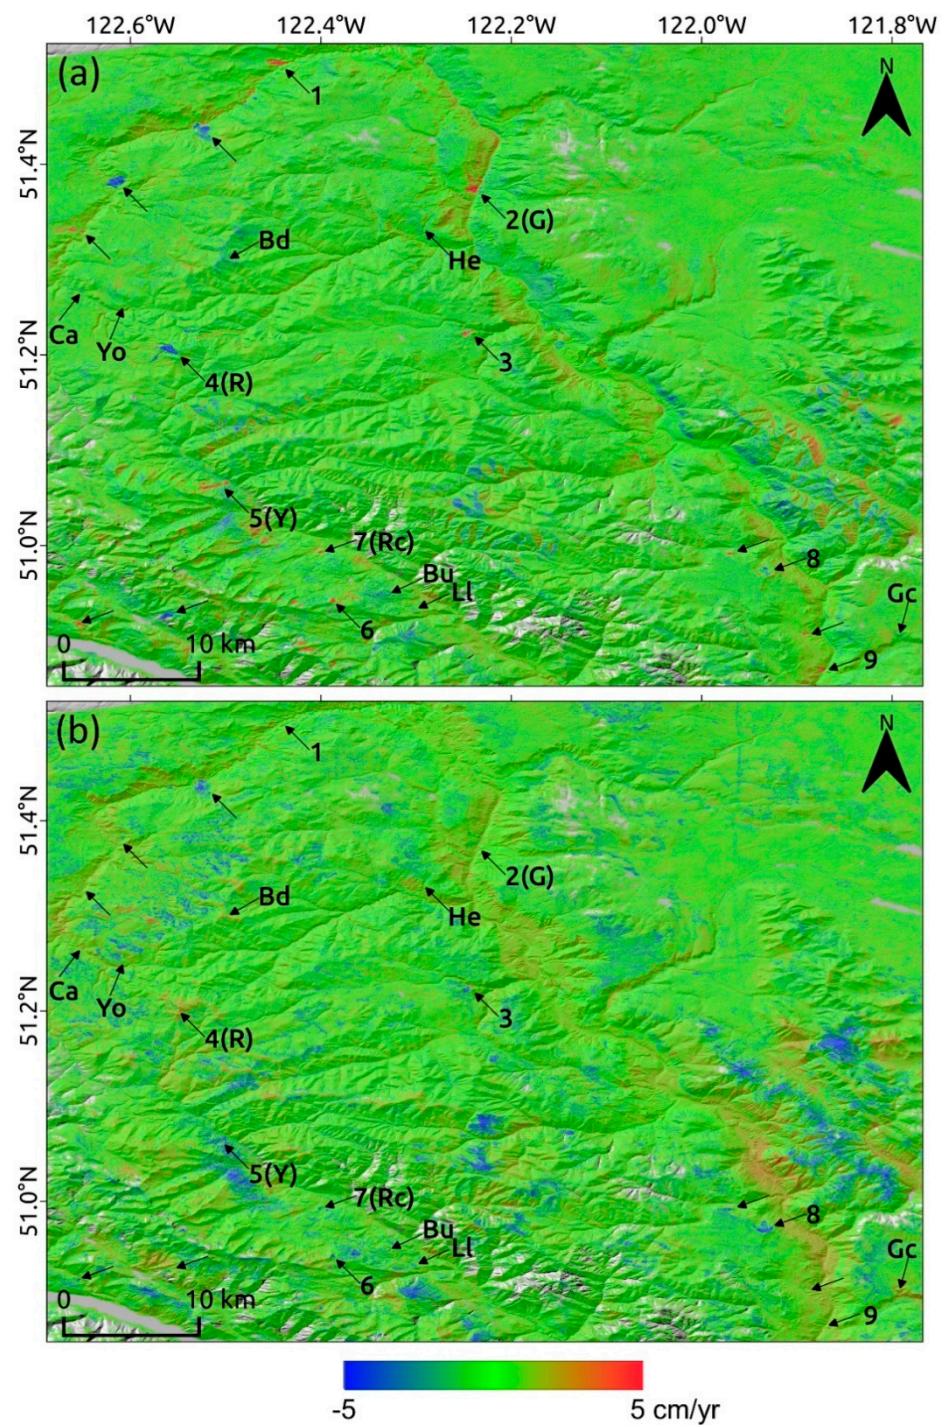 122.6°W 122.4°W 122.2°W 122.0°W 121.8°W
(a)
N
1
51.4°N
2(G)
Bd
He
Ca
Yo
51.2°N
3
4(R)
5(Y)
51.0°N
7(Rc)
8
Bu
Ll
Gc
6
0 10 km
9
(b)
N
1
51.4°N
2(G)
Bd
He
Ca
Yo
51.2°N
3
4(R)
5(Y)
51.0°N
7(Rc)
8
Bu
Ll
Gc
6
0 10 km
9
-5 5 cm/yr